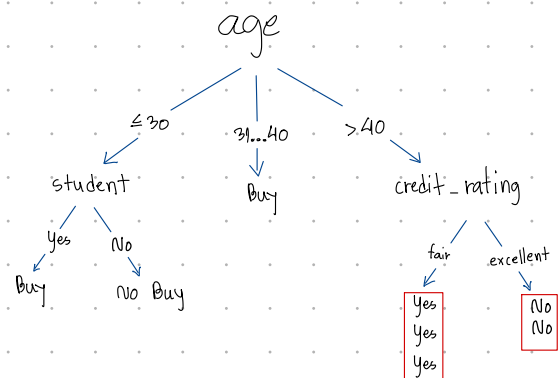 age
≤30
31...40
>40
student
Buy
credit_rating
Yes
No
fair
excellent
Buy
No Buy
Yes
Yes
Yes
No
No